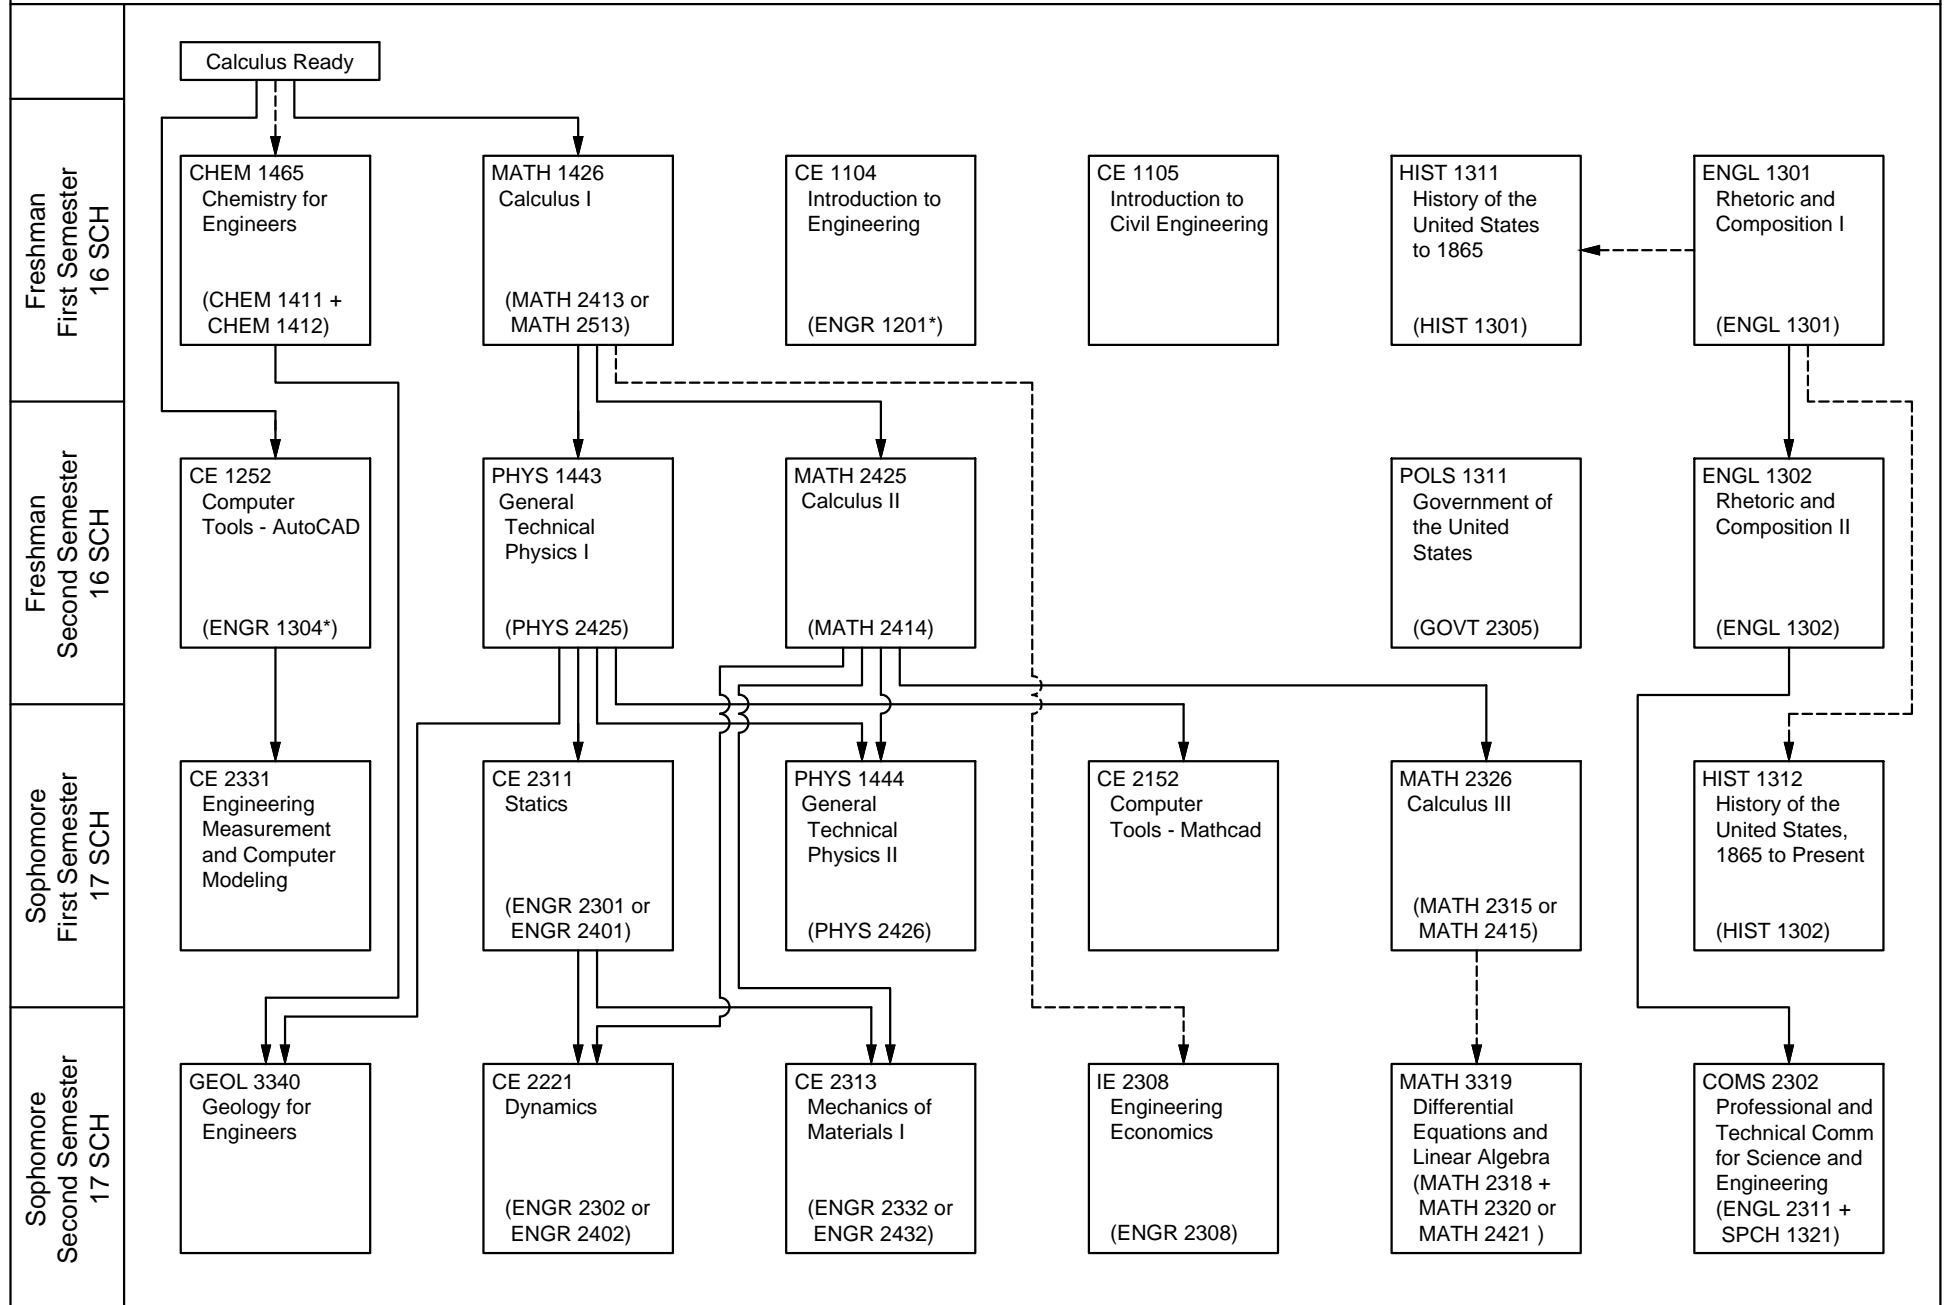 Calculus Ready
Freshman
First Semester
16 SCH
CHEM 1465
Chemistry for
Engineers
(CHEM 1411 +
CHEM 1412)
MATH 1426
Calculus I
(MATH 2413 or
MATH 2513)
CE 1104
Introduction to
Engineering
(ENGR 1201*)
CE 1105
Introduction to
Civil Engineering
HIST 1311
History of the
United States
to 1865
(HIST 1301)
ENGL 1301
Rhetoric and
Composition I
(ENGL 1301)
Freshman
Second Semester
16 SCH
CE 1252
Computer
Tools - AutoCAD
(ENGR 1304*)
PHYS 1443
General
Technical
Physics I
(PHYS 2425)
MATH 2425
Calculus II
(MATH 2414)
POLS 1311
Government of
the United
States
(GOVT 2305)
ENGL 1302
Rhetoric and
Composition II
(ENGL 1302)
Sophomore
First Semester
17 SCH
CE 2331
Engineering
Measurement
and Computer
Modeling
CE 2311
Statics
(ENGR 2301 or
ENGR 2401)
PHYS 1444
General
Technical
Physics II
(PHYS 2426)
CE 2152
Computer
Tools - Mathcad
MATH 2326
Calculus III
(MATH 2315 or
MATH 2415)
HIST 1312
History of the
United States,
1865 to Present
(HIST 1302)
Sophomore
Second Semester
17 SCH
GEOL 3340
Geology for
Engineers
CE 2221
Dynamics
(ENGR 2302 or
ENGR 2402)
CE 2313
Mechanics of
Materials I
(ENGR 2332 or
ENGR 2432)
IE 2308
Engineering
Economics
(ENGR 2308)
MATH 3319
Differential
Equations and
Linear Algebra
(MATH 2318 +
MATH 2320 or
MATH 2421 )
COMS 2302
Professional and
Technical Comm
for Science and
Engineering
(ENGL 2311 +
SPCH 1321)